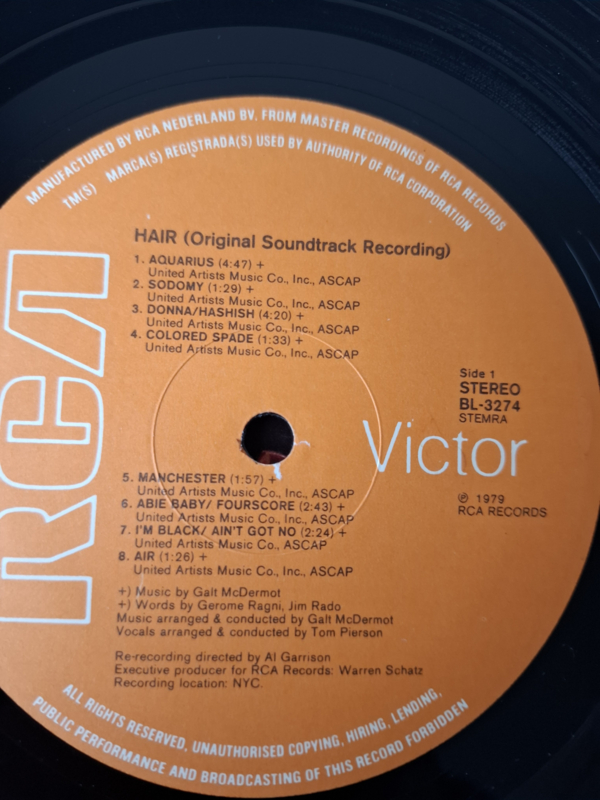 MANUFACTURED BY RCA NEDERLAND BV. FROM MASTER RECORDINGS OF RCA RECORDS
TM(S) MARCA(S) REGISTRADA(S) USED BY AUTHORITY OF RCA CORPORATION
RCA
HAIR (Original Soundtrack Recording)
1. AQUARIUS (4:47) +
United Artists Music Co., Inc., ASCAP
2. SODOMY (1:29) +
United Artists Music Co., Inc., ASCAP
3. DONNA/HASHISH (4:20) +
United Artists Music Co., Inc., ASCAP
4. COLORED SPADE (1:33) +
United Artists Music Co., Inc., ASCAP
Side 1
STEREO
BL-3274
STEMRA
Victor
℗ 1979
RCA RECORDS
5. MANCHESTER (1:57) +
United Artists Music Co., Inc., ASCAP
6. ABIE BABY/ FOURSCORE (2:43) +
United Artists Music Co., Inc., ASCAP
7. I'M BLACK/ AIN'T GOT NO (2:24) +
United Artists Music Co., Inc., ASCAP
8. AIR (1:26) +
United Artists Music Co., Inc., ASCAP
+) Music by Galt McDermot
+) Words by Gerome Ragni, Jim Rado
Music arranged & conducted by Galt McDermot
Vocals arranged & conducted by Tom Pierson
Re-recording directed by Al Garrison
Executive producer for RCA Records: Warren Schatz
Recording location: NYC.
ALL RIGHTS RESERVED, UNAUTHORISED COPYING, HIRING, LENDING,
PUBLIC PERFORMANCE AND BROADCASTING OF THIS RECORD FORBIDDEN